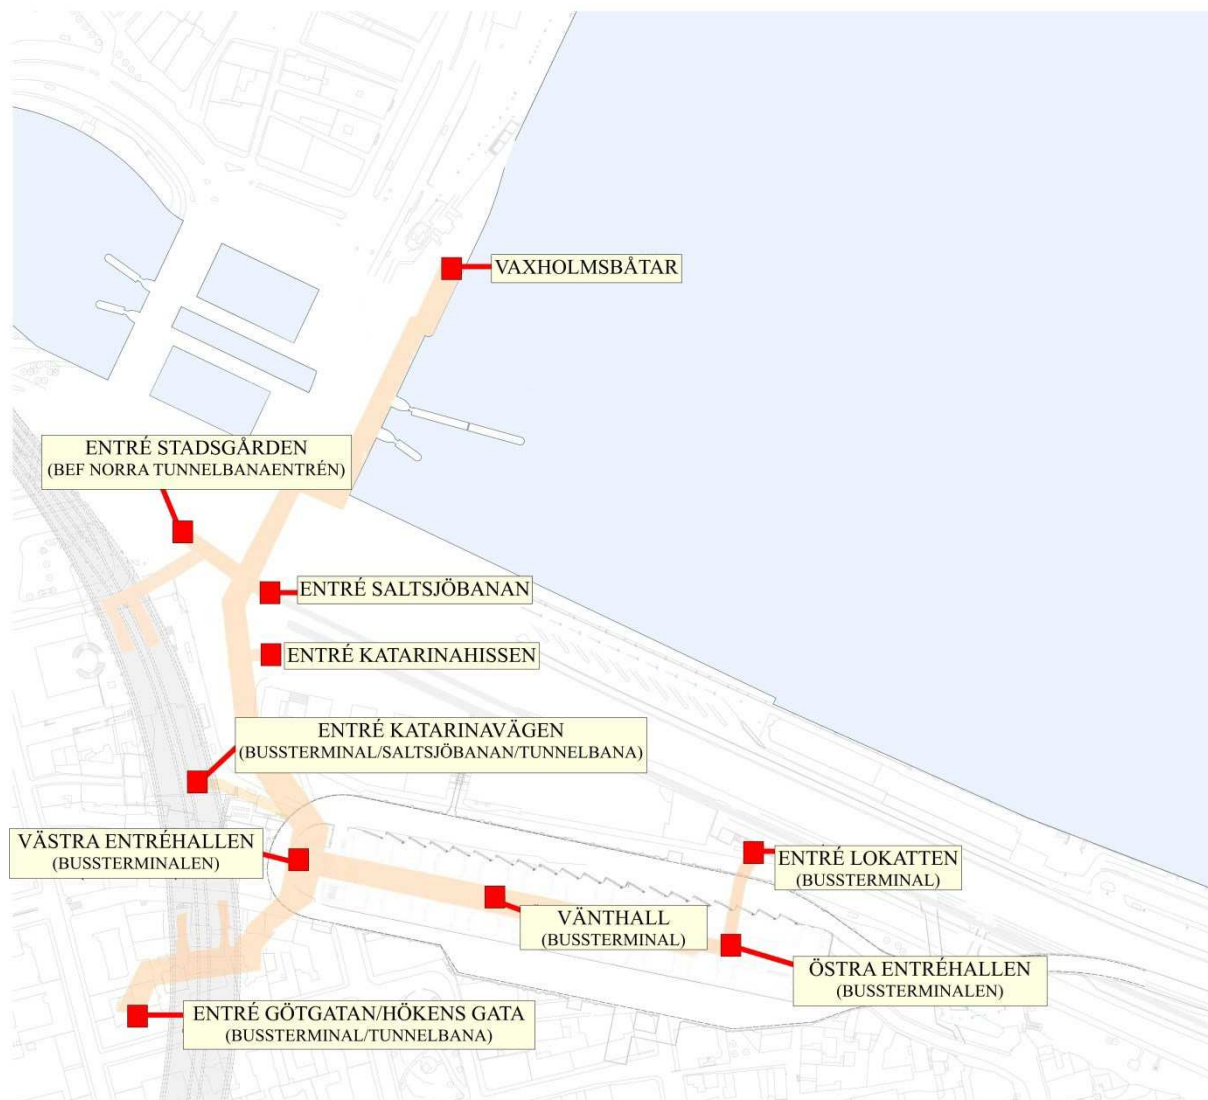 VAXHOLMSBÅTAR
ENTRÉ STADSGÅRDEN
(BEF NORRA TUNNELBANAENTRÉN)
ENTRÉ SALTSJÖBANAN
ENTRÉ KATARINAHISSEN
ENTRÉ KATARINAVÄGEN
(BUSSTERMINAL/SALTSJÖBANAN/TUNNELBANA)
VÄSTRA ENTRÉHALLEN
(BUSSTERMINALEN)
ENTRÉ LOKATTEN
(BUSSTERMINAL)
VÄNTHALL
(BUSSTERMINAL)
ÖSTRA ENTRÉHALLEN
(BUSSTERMINALEN)
ENTRÉ GÖTGATAN/HÖKENS GATA
(BUSSTERMINAL/TUNNELBANA)